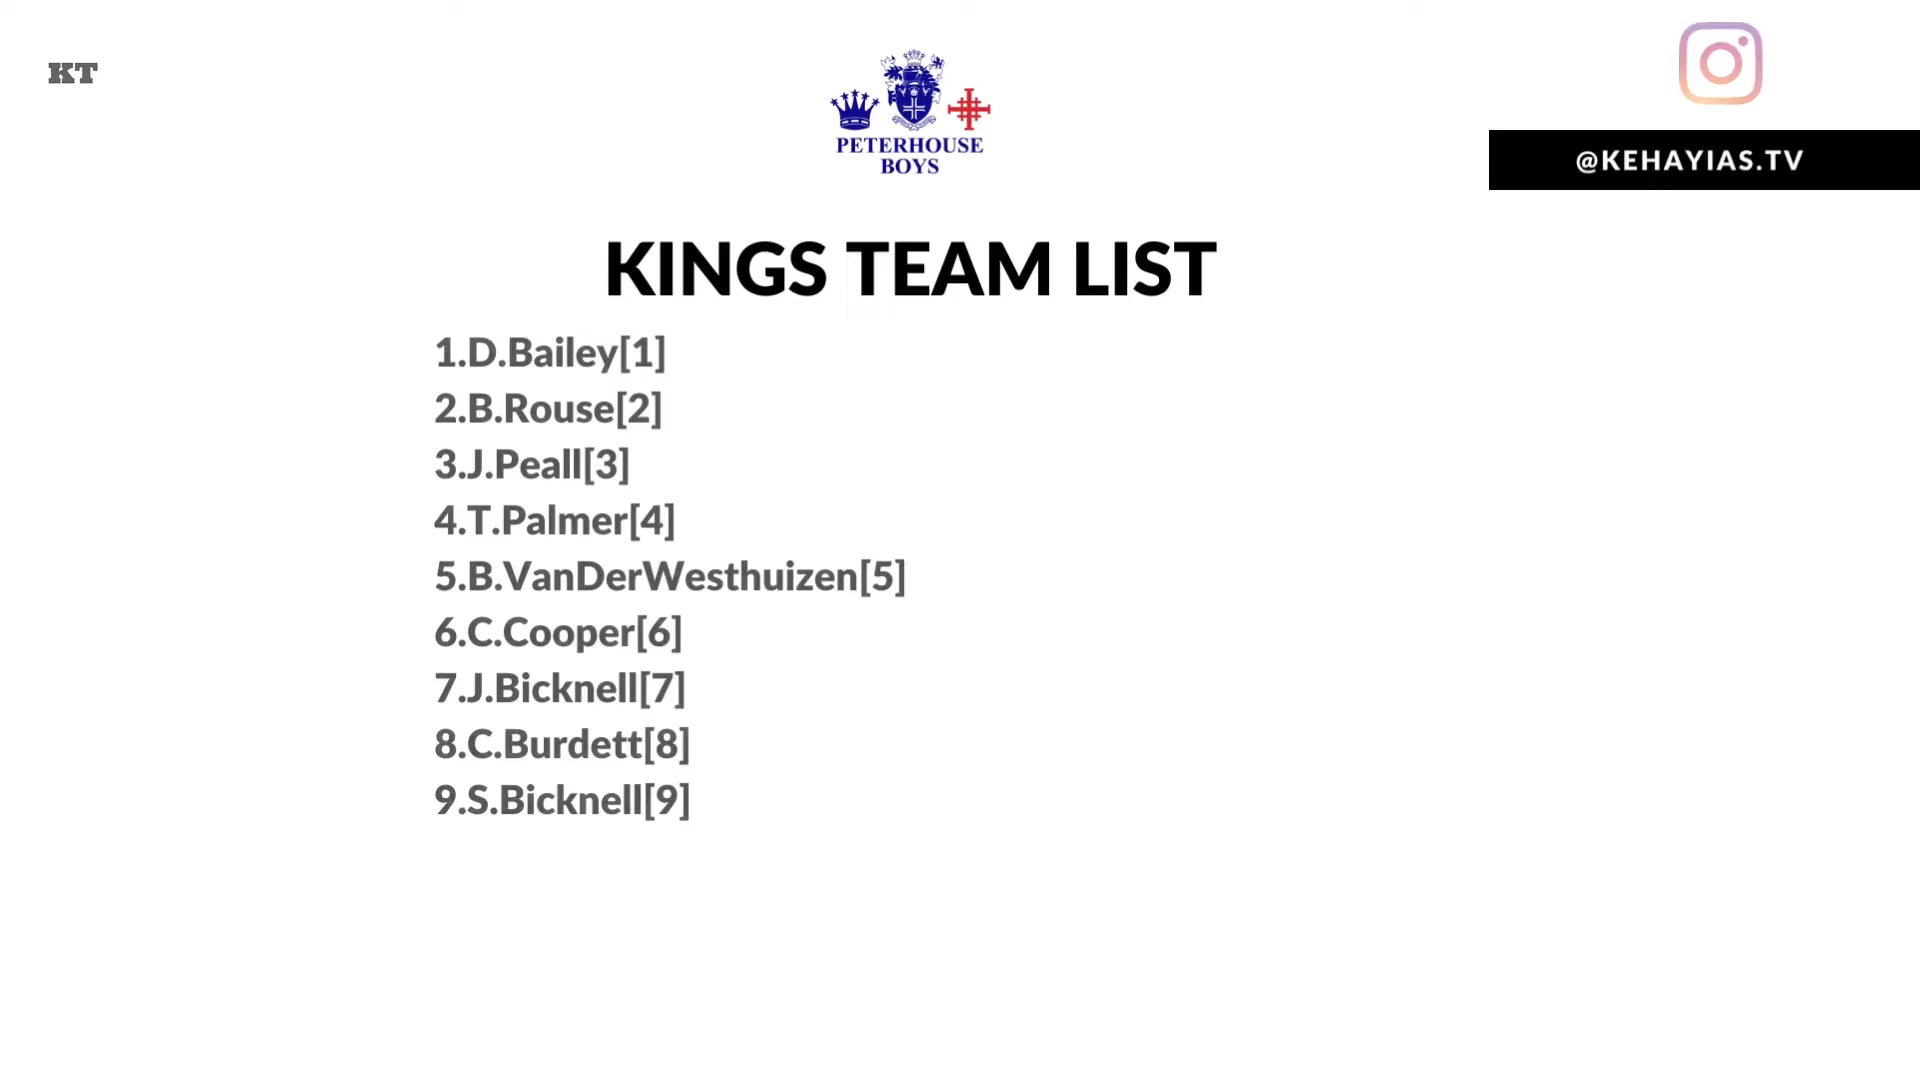 KT
PETERHOUSE
BOYS
@KEHAYIAS.TV
KINGS TEAM LIST
1.D.Bailey[1]
2.B.Rouse[2]
3.J.Peall[3]
4.T.Palmer[4]
5.B.VanDerWesthuizen[5]
6.C.Cooper[6]
7.J.Bicknell[7]
8.C.Burdett[8]
9.S.Bicknell[9]